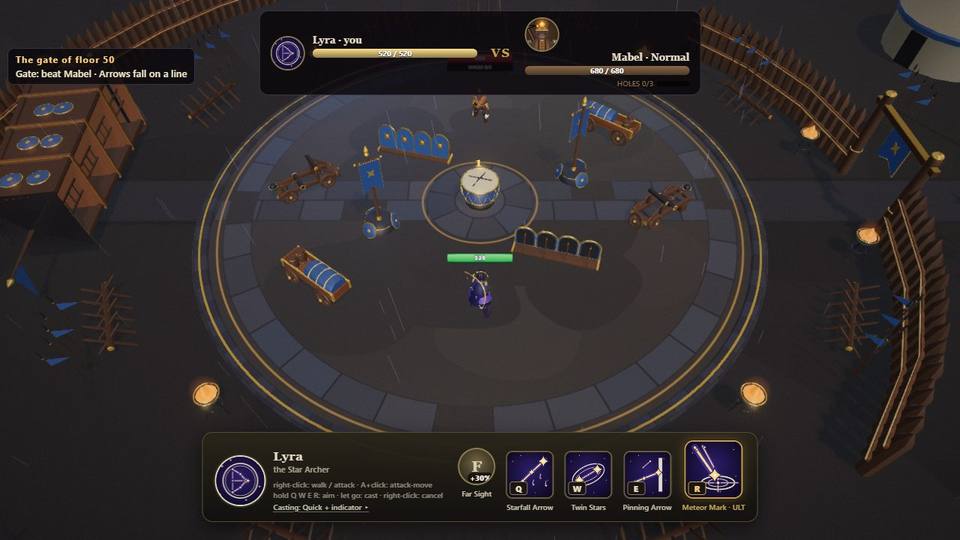 The gate of floor 50
Gate: beat Mabel · Arrows fall on a line
Lyra · you
520 / 520
VS
Mabel · Normal
680 / 680
HOLES 0/3
520
Lyra
the Star Archer
right-click: walk / attack · A+click: attack-move
hold Q W E R: aim · let go: cast · right-click: cancel
Casting: Quick + indicator
F
+30%
Far Sight
Q
Starfall Arrow
W
Twin Stars
E
Pinning Arrow
R
Meteor Mark · ULT